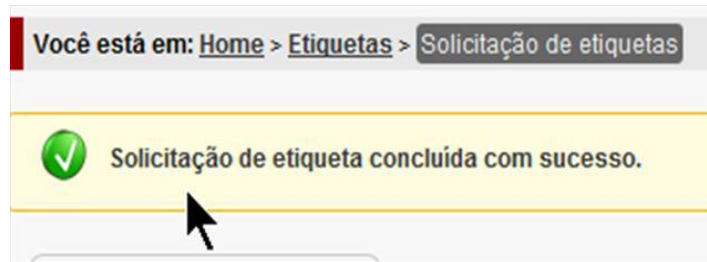 Você está em: Home > Etiquetas > Solicitação de etiquetas
Solicitação de etiqueta concluída com sucesso.